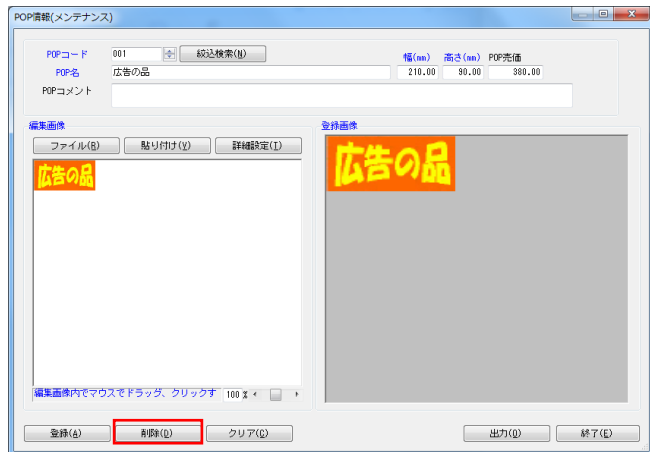 POP情報(メンテナンス)
POPコード 001 絞込検索(N) 幅(mm) 高さ(mm) POP売価
POP名 広告の品 210.00 90.00 380.00
POPコメント
編集画像 登録画像
ファイル(R) 貼り付け(V) 詳細設定(I)
広告の品 広告の品
編集画像内でマウスでドラッグ、クリックす 100 %
登録(A) 削除(D) クリア(C) 出力(O) 終了(E)